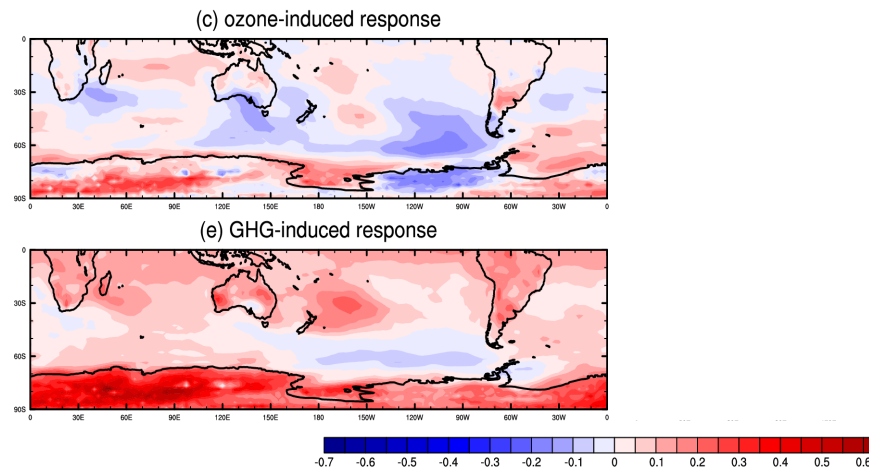 (c) ozone-induced response
0
30S
60S
90S
0 30E 60E 90E 120E 150E 180 150W 120W 90W 60W 30W 0
(e) GHG-induced response
0
30S
60S
90S
0 30E 60E 90E 120E 150E 180 150W 120W 90W 60W 30W 0
-0.7 -0.6 -0.5 -0.4 -0.3 -0.2 -0.1 0 0.1 0.2 0.3 0.4 0.5 0.6